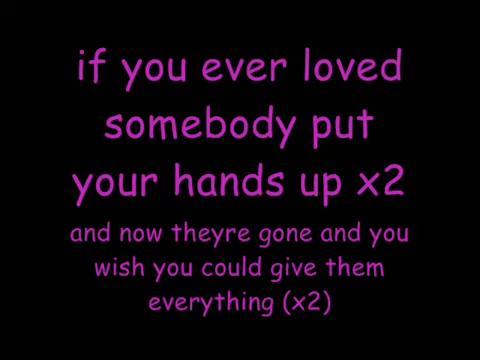 if you ever loved
somebody put
your hands up x2
and now theyre gone and you
wish you could give them
everything (x2)